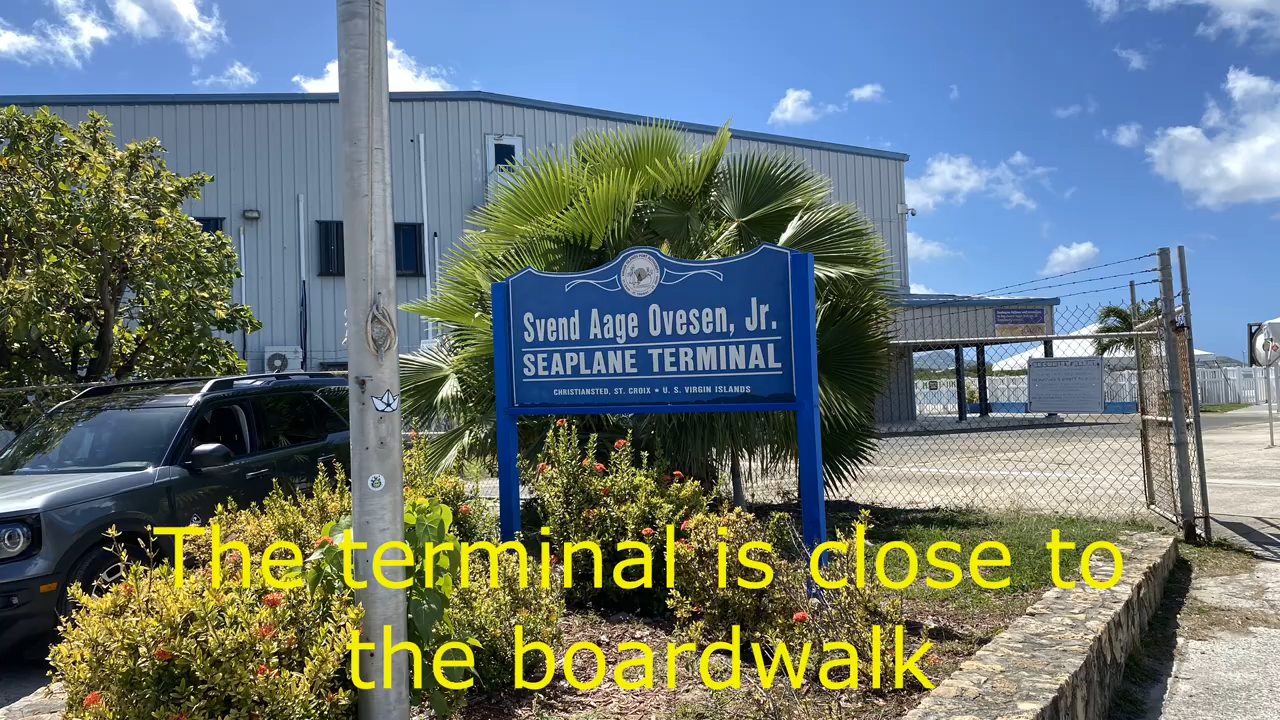 Svend Aage Ovesen, Jr.
SEAPLANE TERMINAL
CHRISTIANSTED, ST. CROIX • U. S. VIRGIN ISLANDS
The terminal is close to
the boardwalk